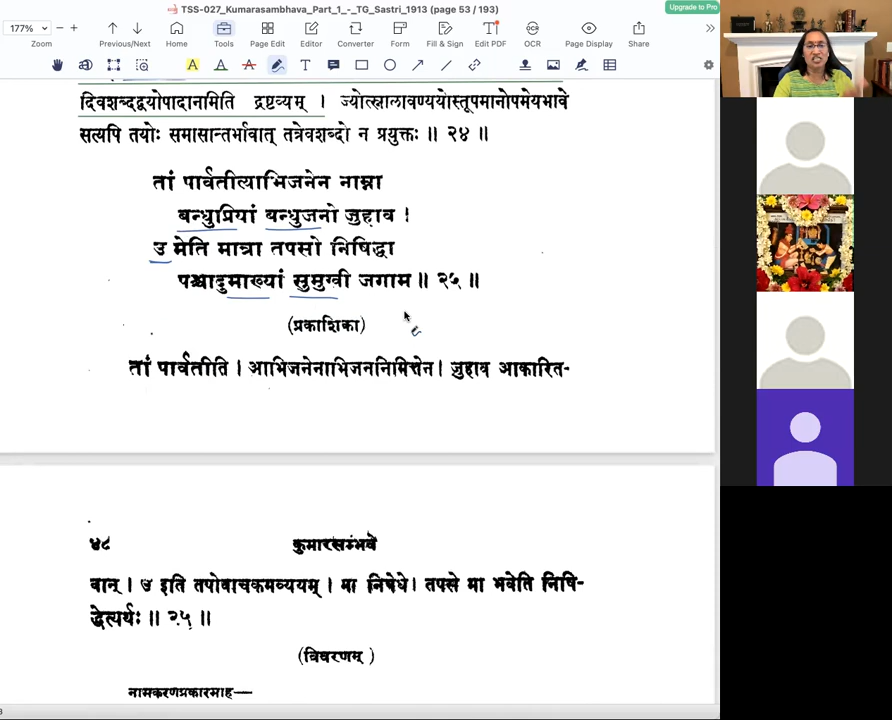 TSS-027_Kumarasambhava_Part_1_-_TG_Sastri_1913 (page 53 / 193)
Upgrade to Pro
177%
Zoom
Previous/Next
Home
Tools
Page Edit
Editor
Converter
Form
Fill & Sign
Edit PDF
OCR
Page Display
Share
दिवशब्दद्वयोपादानमिति द्रष्टव्यम् । ज्योत्स्नालावण्ययोस्तूपमानोपमेयभावे
सत्यपि तयोः समासान्तर्भावात् तत्रेवशब्दो न प्रयुक्तः ॥ २४ ॥
तां पार्वतीत्याभिजनेन नाम्ना
बन्धुप्रियां बन्धुजनो जुहाव ।
उ मेति मात्रा तपसो निषिद्धा
पश्चादुमाख्यां सुमुखी जगाम ॥ २५ ॥
(प्रकाशिका)
तां पार्वतीति । आभिजनेनाभिजननिमित्तेन । जुहाव आकारित-
४८
कुमारसम्भवे
वान् । उ इति तपोवाचकमव्ययम् । मा निषेधे । तपसे मा भवेति निषि-
द्धेत्यर्थः ॥ २५ ॥
(विवरणम् )
नामकरणप्रकारमाह—